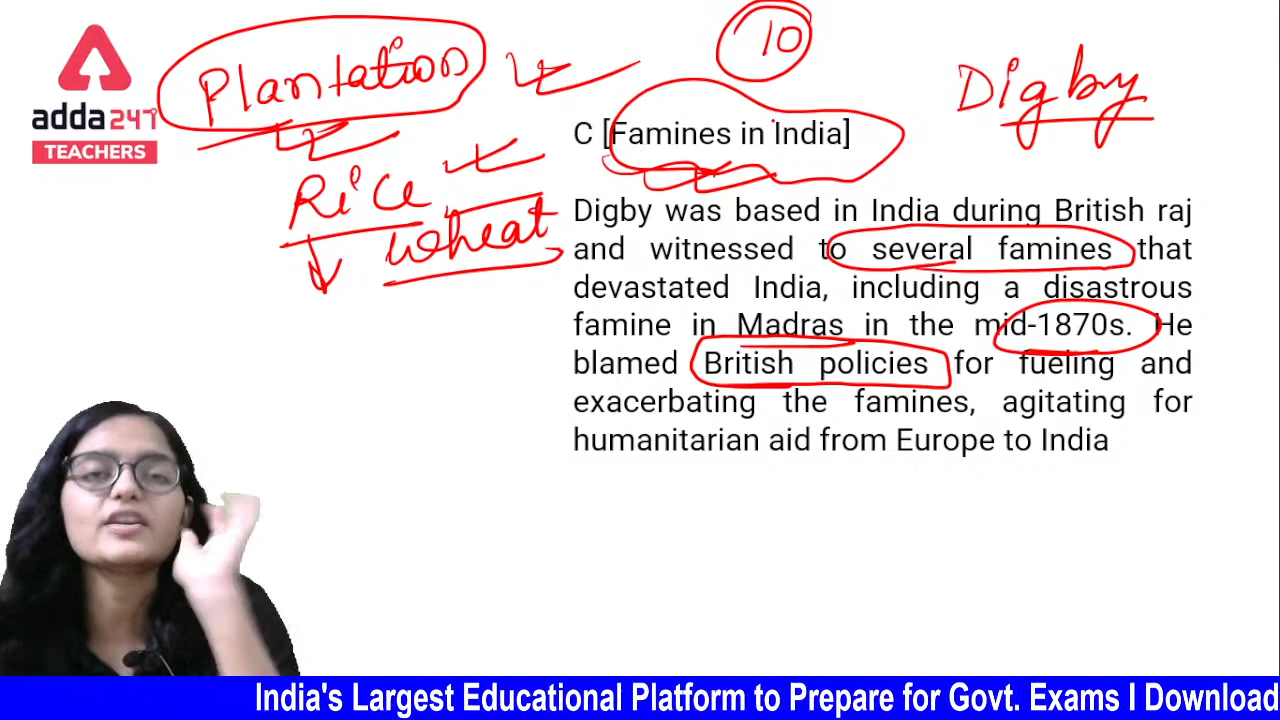 10
Plantation
Digby
adda247
TEACHERS
C [Famines in India]
Rice
wheat
Digby was based in India during British raj
and witnessed to several famines that
devastated India, including a disastrous
famine in Madras in the mid-1870s. He
blamed British policies for fueling and
exacerbating the famines, agitating for
humanitarian aid from Europe to India
India's Largest Educational Platform to Prepare for Govt. Exams I Download